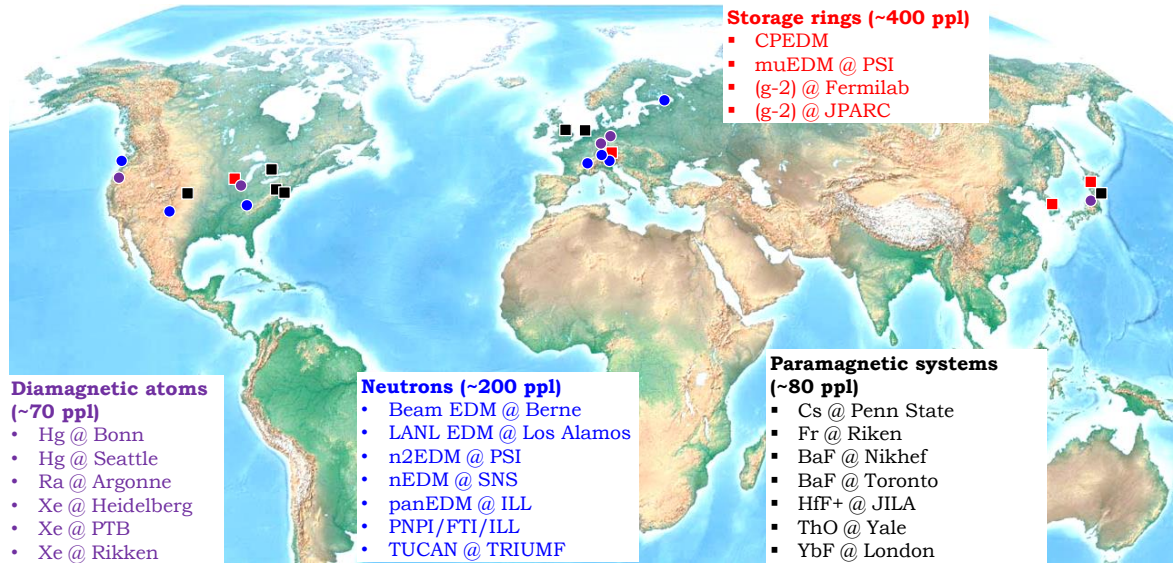 Storage rings (~400 ppl)
▪ CPEDM
▪ muEDM @ PSI
▪ (g-2) @ Fermilab
▪ (g-2) @ JPARC
Diamagnetic atoms
(~70 ppl)
• Hg @ Bonn
• Hg @ Seattle
• Ra @ Argonne
• Xe @ Heidelberg
• Xe @ PTB
• Xe @ Rikken
Neutrons (~200 ppl)
• Beam EDM @ Berne
• LANL EDM @ Los Alamos
• n2EDM @ PSI
• nEDM @ SNS
• panEDM @ ILL
• PNPI/FTI/ILL
• TUCAN @ TRIUMF
Paramagnetic systems
(~80 ppl)
▪ Cs @ Penn State
▪ Fr @ Riken
▪ BaF @ Nikhef
▪ BaF @ Toronto
▪ HfF+ @ JILA
▪ ThO @ Yale
▪ YbF @ London